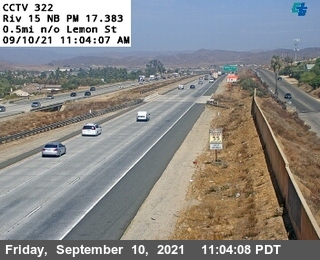 CCTV 322
Riv 15 NB PM 17.383
0.5mi n/o Lemon St
09/10/21 11:04:07 AM
Friday, September 10, 2021 11:04:08 PDT